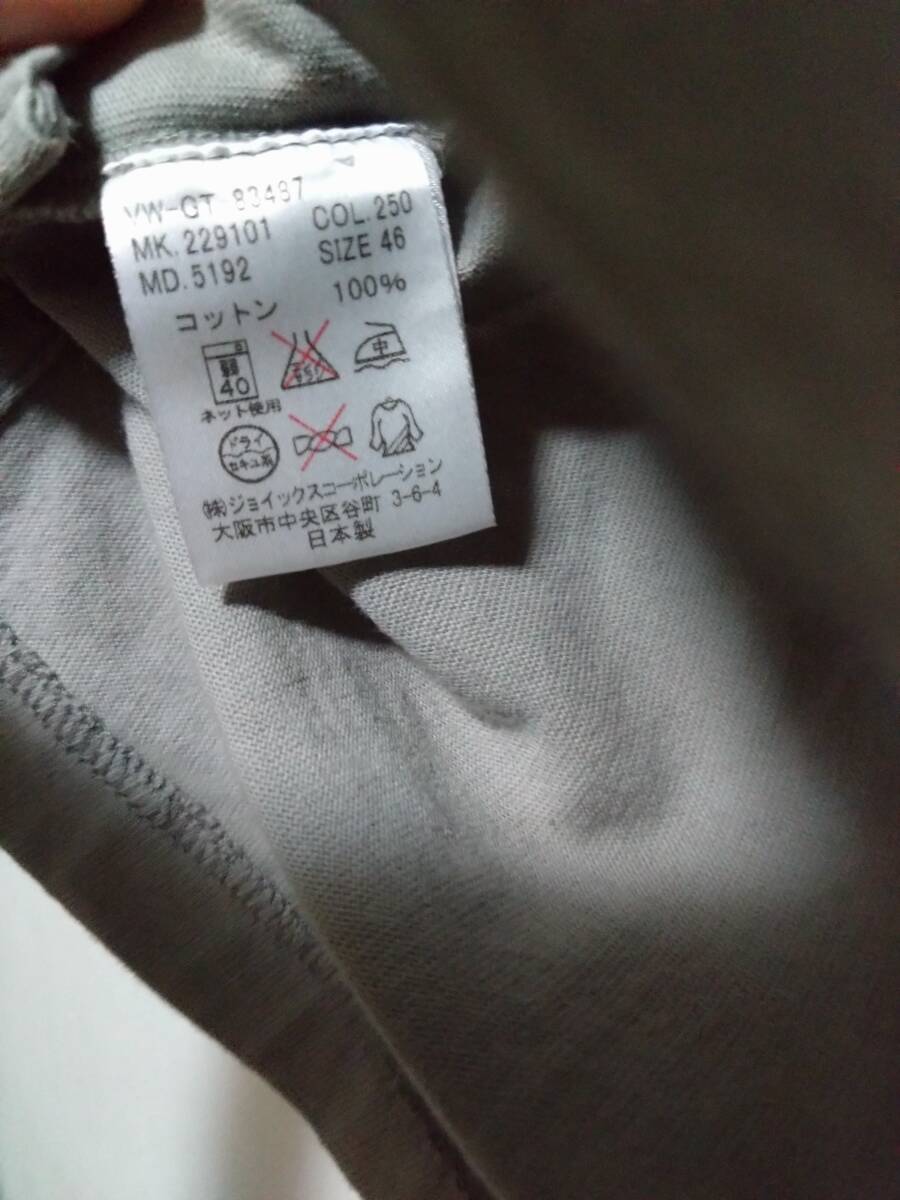 YW-GT 83487
COL.250
MK.229101
SIZE 46
MD.5192
100%
コットン
弱
40
中
ネット使用
ドライ
セキユ系
(株)ジョイックスコーポレーション
大阪市中央区谷町 3-6-4
日本製